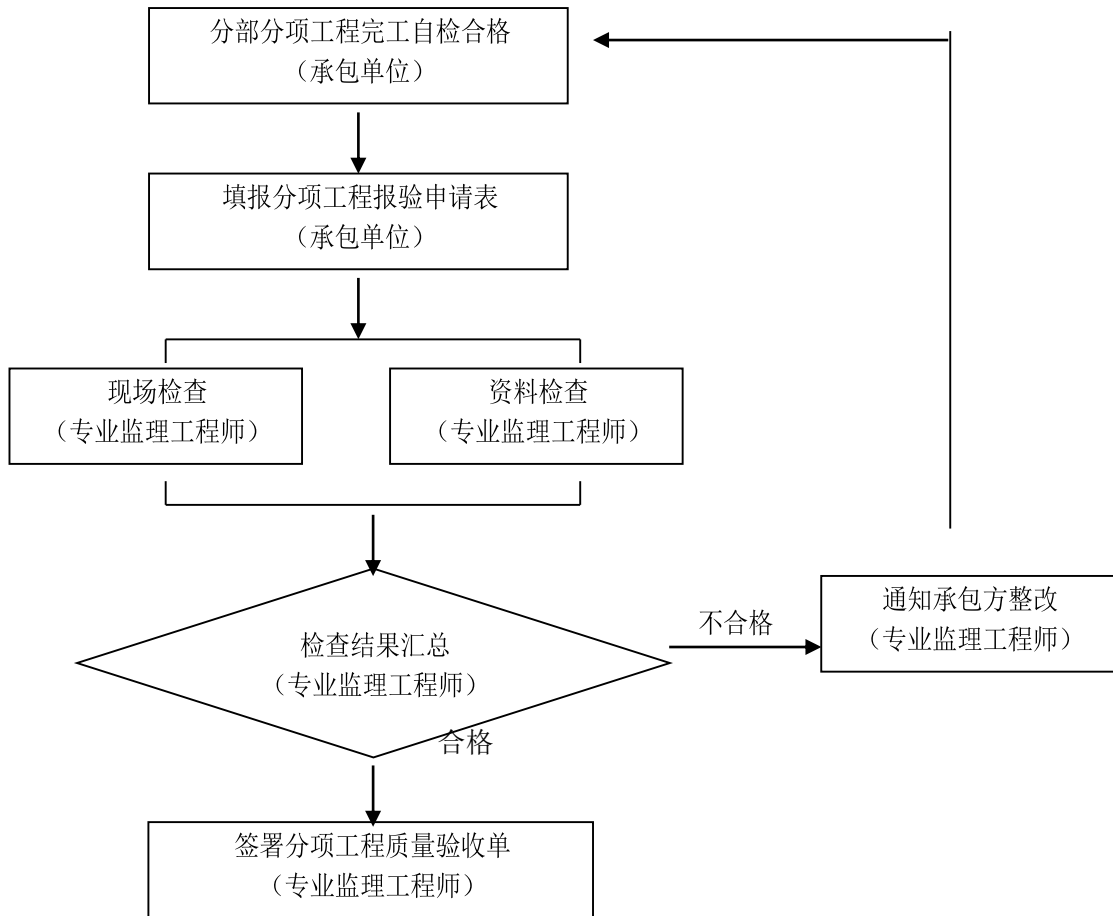 分部分项工程完工自检合格
（承包单位）
填报分项工程报验申请表
（承包单位）
现场检查
（专业监理工程师）
资料检查
（专业监理工程师）
检查结果汇总
（专业监理工程师）
不合格
通知承包方整改
（专业监理工程师）
合格
签署分项工程质量验收单
（专业监理工程师）